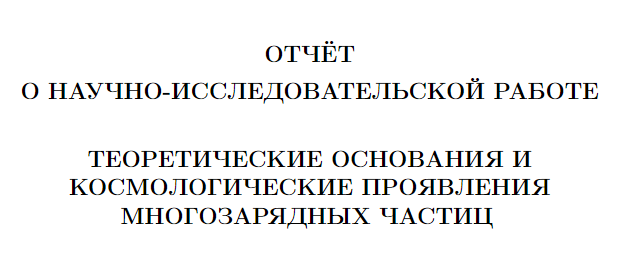 ОТЧЁТ
О НАУЧНО-ИССЛЕДОВАТЕЛЬСКОЙ РАБОТЕ
ТЕОРЕТИЧЕСКИЕ ОСНОВАНИЯ И
КОСМОЛОГИЧЕСКИЕ ПРОЯВЛЕНИЯ
МНОГОЗАРЯДНЫХ ЧАСТИЦ